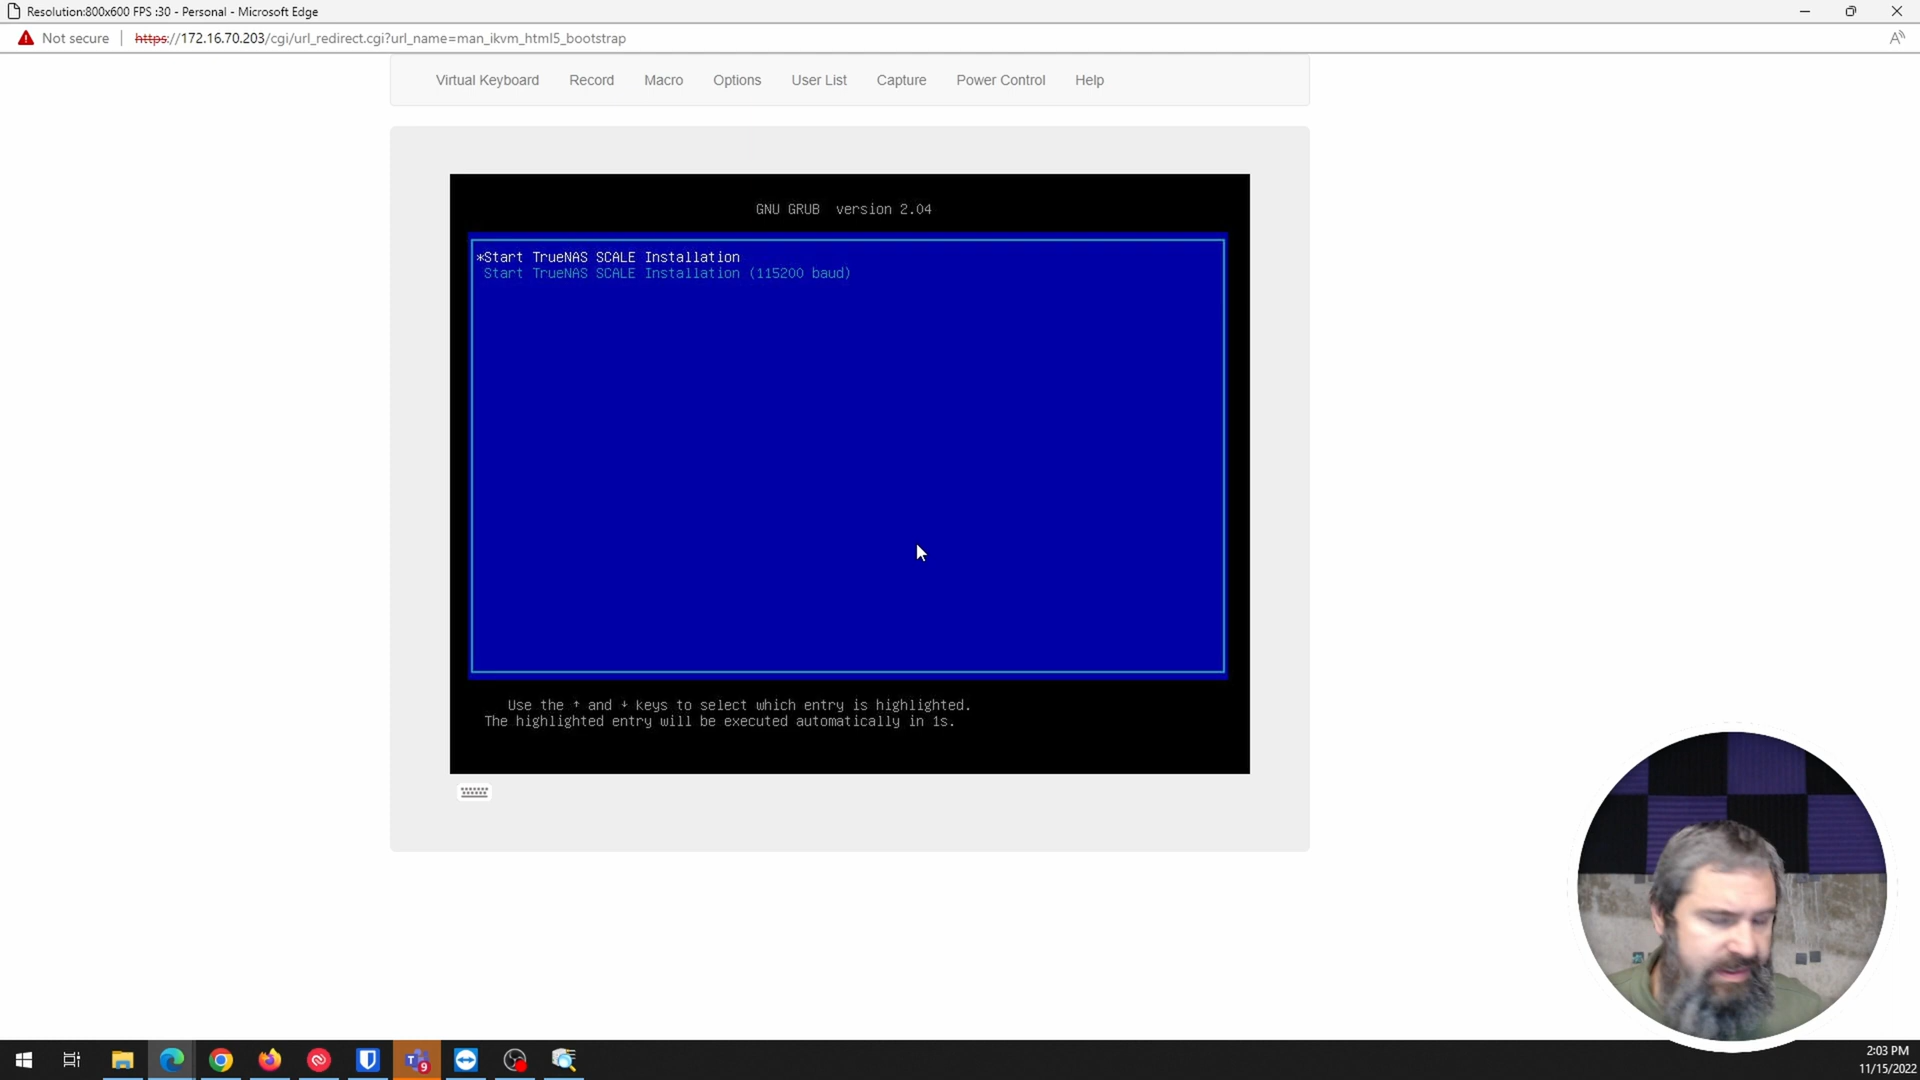 Resolution:800x600 FPS :30 - Personal - Microsoft Edge
Not secure | https://172.16.70.203/cgi/url_redirect.cgi?url_name=man_ikvm_html5_bootstrap
Virtual Keyboard Record Macro Options User List Capture Power Control Help
GNU GRUB version 2.04
*Start TrueNAS SCALE Installation
Start TrueNAS SCALE Installation (115200 baud)
Use the ↑ and ↓ keys to select which entry is highlighted.
The highlighted entry will be executed automatically in 1s.
9
2:03 PM
11/15/2022